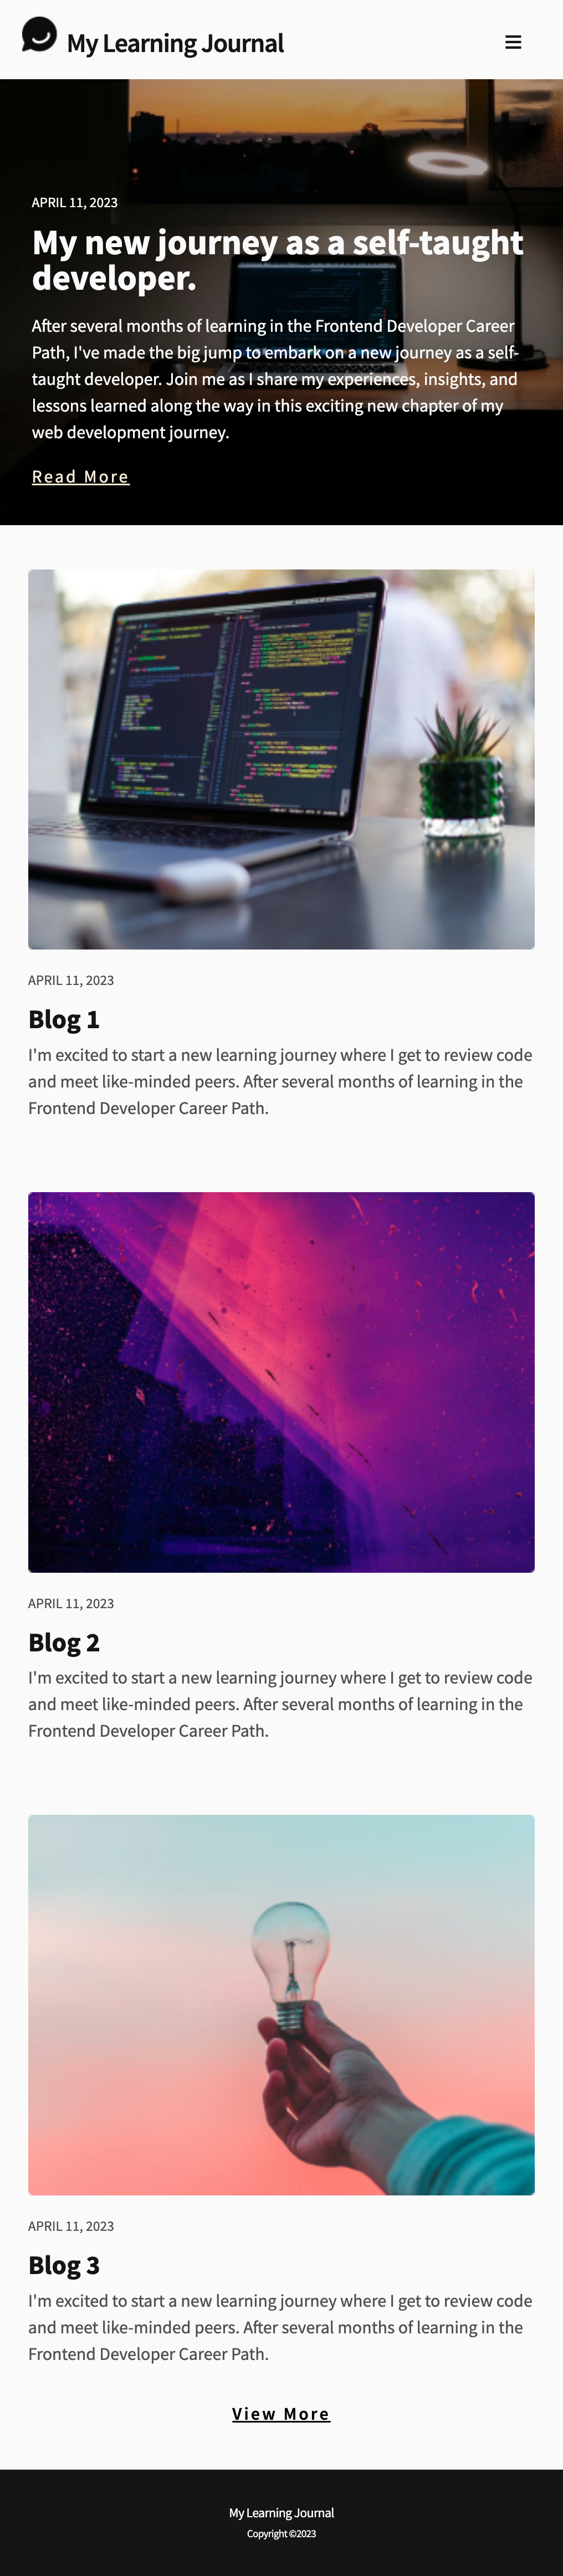 My Learning Journal
APRIL 11, 2023
My new journey as a self-taught
developer.
After several months of learning in the Frontend Developer Career
Path, I've made the big jump to embark on a new journey as a self-
taught developer. Join me as I share my experiences, insights, and
lessons learned along the way in this exciting new chapter of my
web development journey.
Read More
APRIL 11, 2023
Blog 1
I'm excited to start a new learning journey where I get to review code
and meet like-minded peers. After several months of learning in the
Frontend Developer Career Path.
APRIL 11, 2023
Blog 2
I'm excited to start a new learning journey where I get to review code
and meet like-minded peers. After several months of learning in the
Frontend Developer Career Path.
APRIL 11, 2023
Blog 3
I'm excited to start a new learning journey where I get to review code
and meet like-minded peers. After several months of learning in the
Frontend Developer Career Path.
View More
My Learning Journal
Copyright ©2023